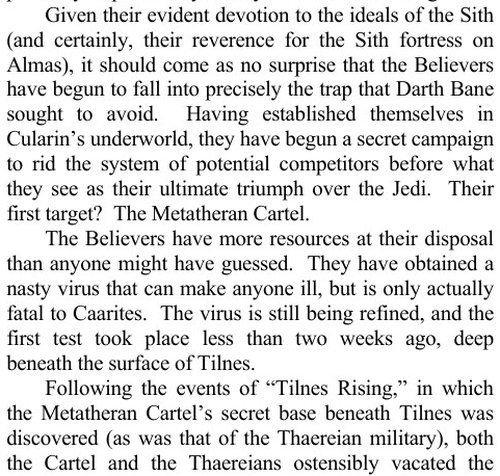 Given their evident devotion to the ideals of the Sith
(and certainly, their reverence for the Sith fortress on
Almas), it should come as no surprise that the Believers
have begun to fall into precisely the trap that Darth Bane
sought to avoid. Having established themselves in
Cularin's underworld, they have begun a secret campaign
to rid the system of potential competitors before what
they see as their ultimate triumph over the Jedi. Their
first target? The Metatheran Cartel.
The Believers have more resources at their disposal
than anyone might have guessed. They have obtained a
nasty virus that can make anyone ill, but is only actually
fatal to Caarites. The virus is still being refined, and the
first test took place less than two weeks ago, deep
beneath the surface of Tilnes.
Following the events of “Tilnes Rising,” in which
the Metatheran Cartel's secret base beneath Tilnes was
discovered (as was that of the Thaereian military), both
the Cartel and the Thaereians ostensibly vacated the